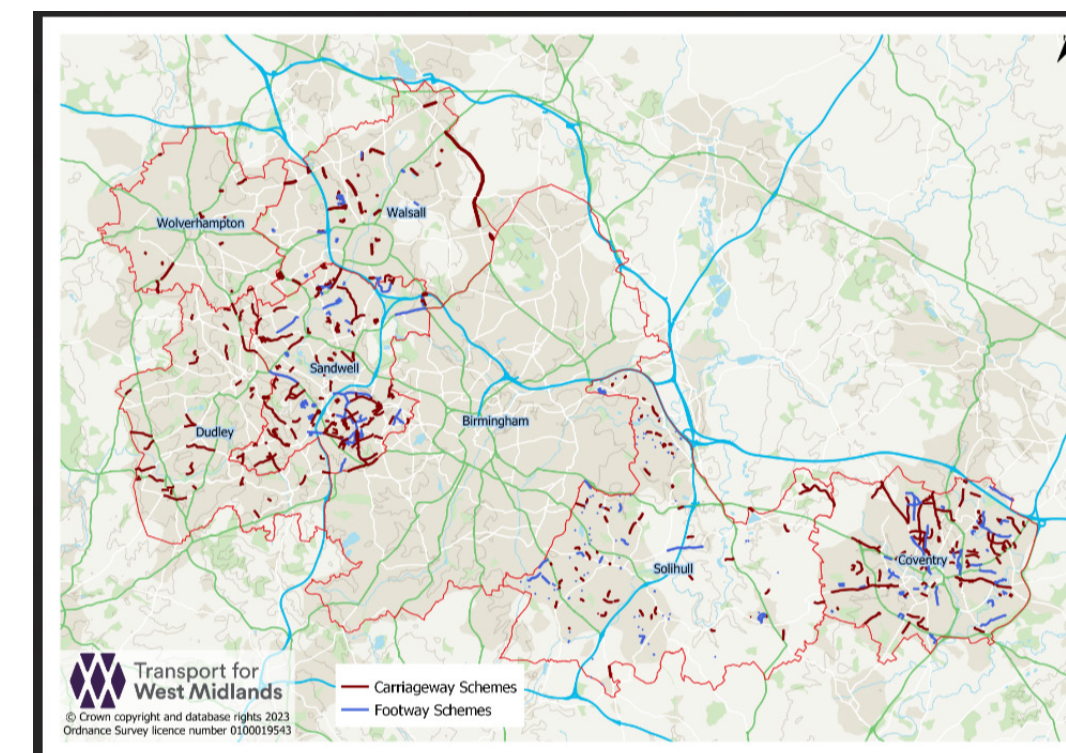 Wolverhampton
Walsall
Sandwell
Dudley
Birmingham
Solihull
Coventry
Transport for
West Midlands
© Crown copyright and database rights 2023
Ordnance Survey licence number 0100019543
Carriageway Schemes
Footway Schemes